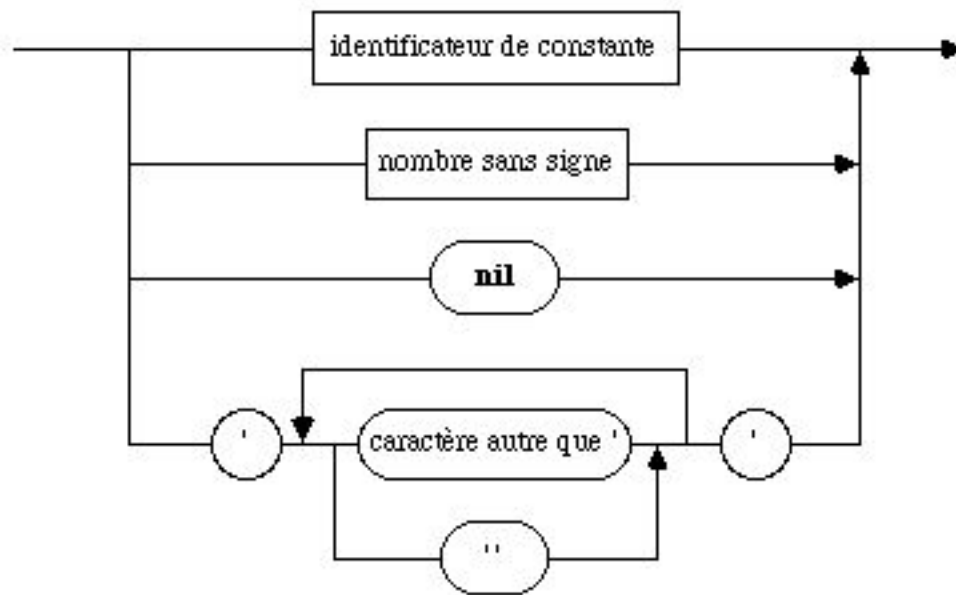 identificateur de constante
nombre sans signe
nil
' caractère autre que ' '
''